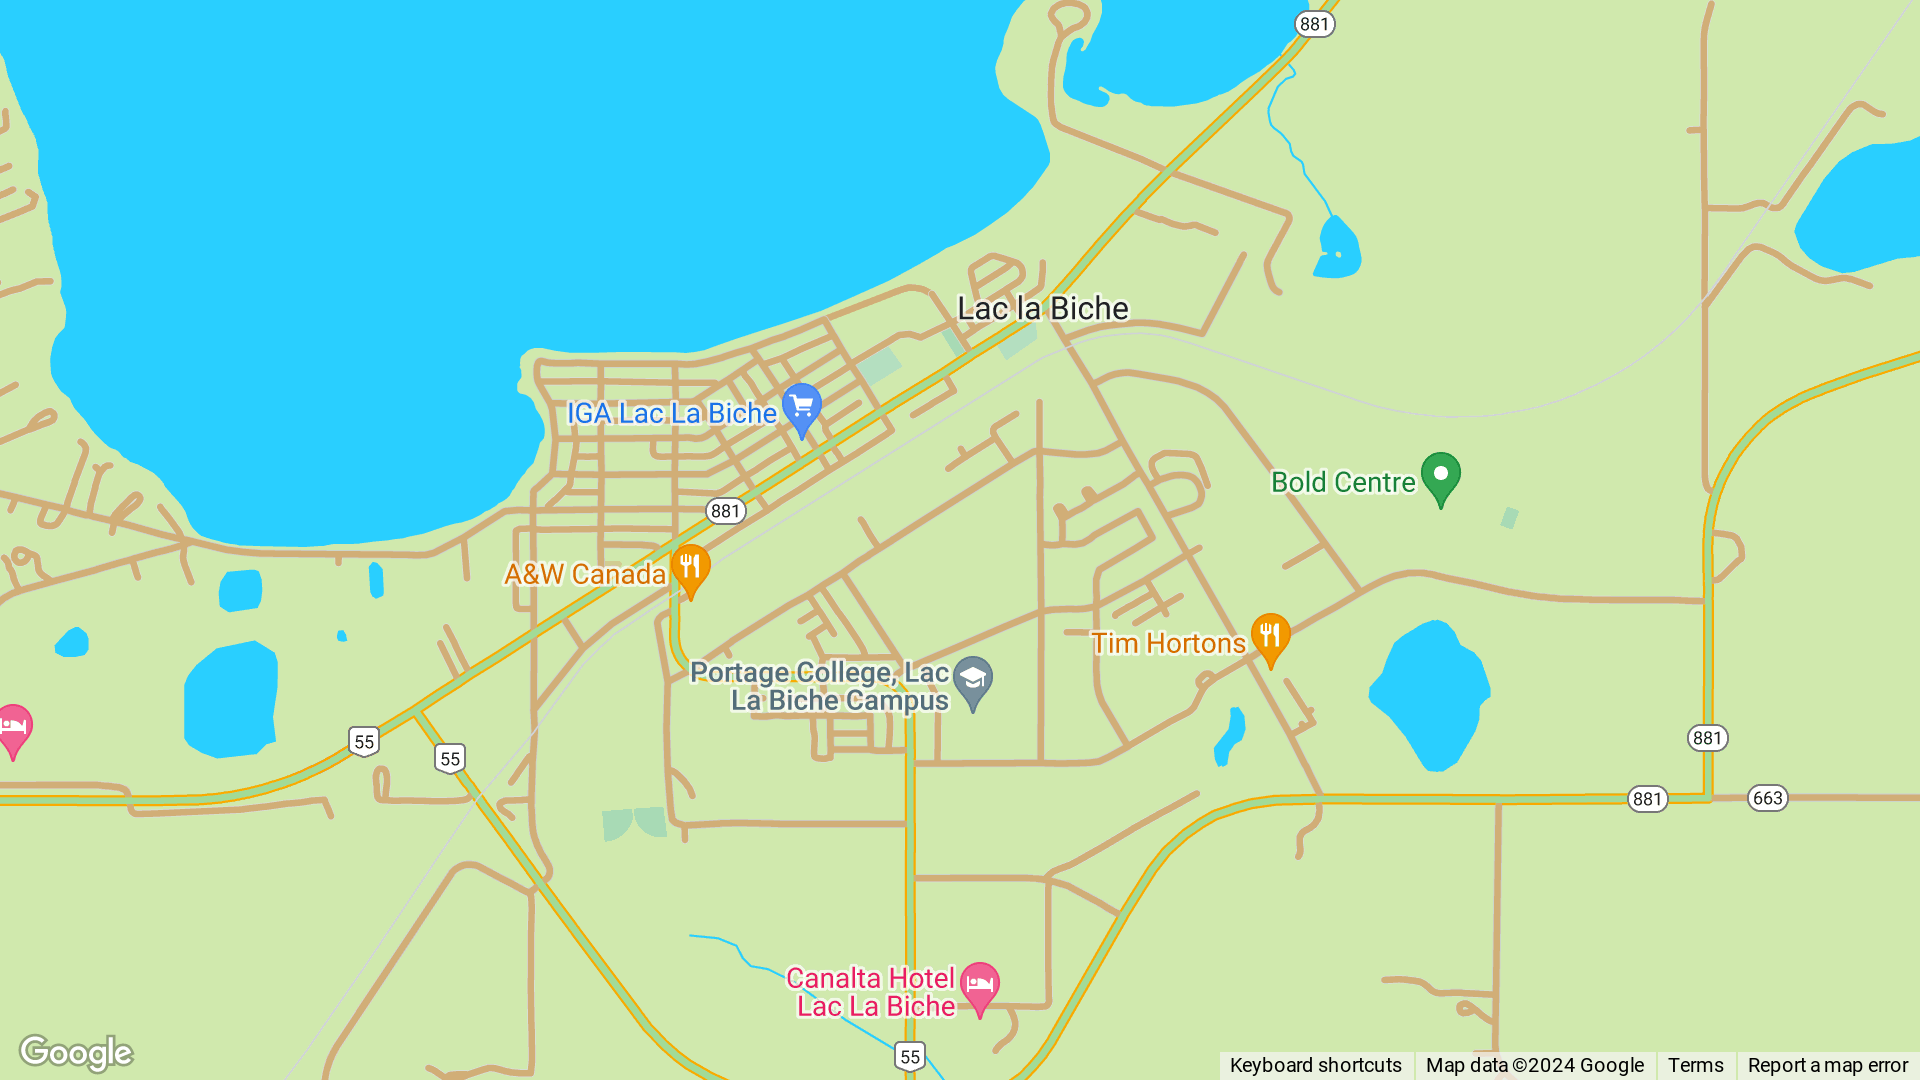 881
Lac la Biche
IGA Lac La Biche
Bold Centre
881
A&W Canada
Tim Hortons
Portage College, Lac
La Biche Campus
55
55
881
881
663
Canalta Hotel
Lac La Biche
55
Google
Keyboard shortcuts
Map data ©2024 Google
Terms
Report a map error